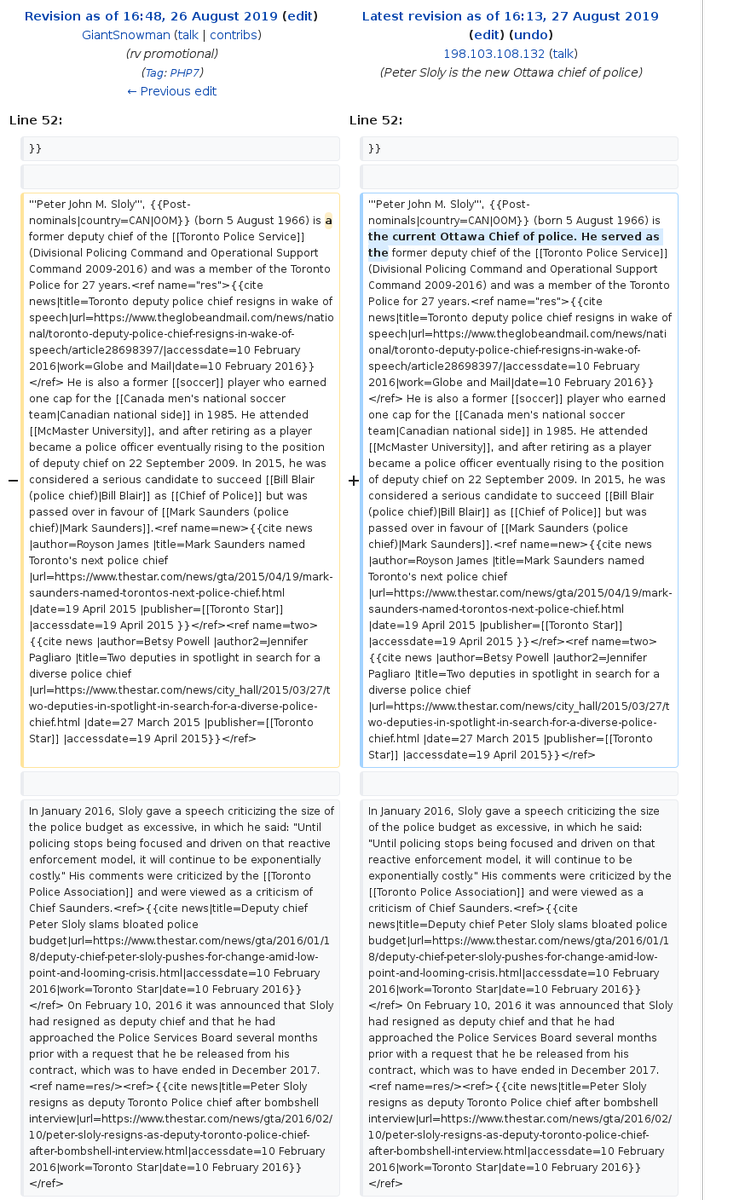 Revision as of 16:48, 26 August 2019 (edit)
GiantSnowman (talk | contribs)
(rv promotional)
(Tag: PHP7)
← Previous edit
Line 52:
}}
'''Peter John M. Sloly''', {{Post-
nominals|country=CAN|OOM}} (born 5 August 1966) is a
former deputy chief of the [[Toronto Police Service]]
(Divisional Policing Command and Operational Support
Command 2009-2016) and was a member of the Toronto
Police for 27 years.<ref name="res">{{cite
news|title=Toronto deputy police chief resigns in wake of
speech|url=https://www.theglobeandmail.com/news/natio
nal/toronto-deputy-police-chief-resigns-in-wake-of-
speech/article28698397/|accessdate=10 February
2016|work=Globe and Mail|date=10 February 2016}}
</ref> He is also a former [[soccer]] player who earned
one cap for the [[Canada men's national soccer
team|Canadian national side]] in 1985. He attended
[[McMaster University]], and after retiring as a player
became a police officer eventually rising to the position
of deputy chief on 22 September 2009. In 2015, he was
− considered a serious candidate to succeed [[Bill Blair
(police chief)|Bill Blair]] as [[Chief of Police]] but was
passed over in favour of [[Mark Saunders (police
chief)|Mark Saunders]].<ref name=new>{{cite news
|author=Royson James |title=Mark Saunders named
Toronto's next police chief
|url=https://www.thestar.com/news/gta/2015/04/19/mark-
saunders-named-torontos-next-police-chief.html
|date=19 April 2015 |publisher=[[Toronto Star]]
|accessdate=19 April 2015 }}</ref><ref name=two>
{{cite news |author=Betsy Powell |author2=Jennifer
Pagliaro |title=Two deputies in spotlight in search for a
diverse police chief
|url=https://www.thestar.com/news/city_hall/2015/03/27/t
wo-deputies-in-spotlight-in-search-for-a-diverse-police-
chief.html |date=27 March 2015 |publisher=[[Toronto
Star]] |accessdate=19 April 2015}}</ref>
In January 2016, Sloly gave a speech criticizing the size of
the police budget as excessive, in which he said: "Until
policing stops being focused and driven on that reactive
enforcement model, it will continue to be exponentially
costly." His comments were criticized by the [[Toronto
Police Association]] and were viewed as a criticism of
Chief Saunders.<ref>{{cite news|title=Deputy chief
Peter Sloly slams bloated police
budget|url=https://www.thestar.com/news/gta/2016/01/1
8/deputy-chief-peter-sloly-pushes-for-change-amid-low-
point-and-looming-crisis.html|accessdate=10 February
2016|work=Toronto Star|date=10 February 2016}}
</ref> On February 10, 2016 it was announced that Sloly
had resigned as deputy chief and that he had
approached the Police Services Board several months
prior with a request that he be released from his
contract, which was to have ended in December 2017.
<ref name=res/><ref>{{cite news|title=Peter Sloly
resigns as deputy Toronto Police chief after bombshell
interview|url=https://www.thestar.com/news/gta/2016/02/
10/peter-sloly-resigns-as-deputy-toronto-police-chief-
after-bombshell-interview.html|accessdate=10 February
2016|work=Toronto Star|date=10 February 2016}}
</ref>
Latest revision as of 16:13, 27 August 2019
(edit) (undo)
198.103.108.132 (talk)
(Peter Sloly is the new Ottawa chief of police)
Line 52:
}}
'''Peter John M. Sloly''', {{Post-
nominals|country=CAN|OOM}} (born 5 August 1966) is
the current Ottawa Chief of police. He served as
the former deputy chief of the [[Toronto Police Service]]
(Divisional Policing Command and Operational Support
Command 2009-2016) and was a member of the Toronto
Police for 27 years.<ref name="res">{{cite
news|title=Toronto deputy police chief resigns in wake of
speech|url=https://www.theglobeandmail.com/news/nati
onal/toronto-deputy-police-chief-resigns-in-wake-of-
speech/article28698397/|accessdate=10 February
2016|work=Globe and Mail|date=10 February 2016}}
</ref> He is also a former [[soccer]] player who earned
one cap for the [[Canada men's national soccer
team|Canadian national side]] in 1985. He attended
[[McMaster University]], and after retiring as a player
became a police officer eventually rising to the position
+ of deputy chief on 22 September 2009. In 2015, he was
considered a serious candidate to succeed [[Bill Blair
(police chief)|Bill Blair]] as [[Chief of Police]] but was
passed over in favour of [[Mark Saunders (police
chief)|Mark Saunders]].<ref name=new>{{cite news
|author=Royson James |title=Mark Saunders named
Toronto's next police chief
|url=https://www.thestar.com/news/gta/2015/04/19/mark-
saunders-named-torontos-next-police-chief.html
|date=19 April 2015 |publisher=[[Toronto Star]]
|accessdate=19 April 2015 }}</ref><ref name=two>
{{cite news |author=Betsy Powell |author2=Jennifer
Pagliaro |title=Two deputies in spotlight in search for a
diverse police chief
|url=https://www.thestar.com/news/city_hall/2015/03/27/t
wo-deputies-in-spotlight-in-search-for-a-diverse-police-
chief.html |date=27 March 2015 |publisher=[[Toronto
Star]] |accessdate=19 April 2015}}</ref>
In January 2016, Sloly gave a speech criticizing the size
of the police budget as excessive, in which he said:
"Until policing stops being focused and driven on that
reactive enforcement model, it will continue to be
exponentially costly." His comments were criticized by the
[[Toronto Police Association]] and were viewed as a
criticism of Chief Saunders.<ref>{{cite
news|title=Deputy chief Peter Sloly slams bloated police
budget|url=https://www.thestar.com/news/gta/2016/01/1
8/deputy-chief-peter-sloly-pushes-for-change-amid-low-
point-and-looming-crisis.html|accessdate=10 February
2016|work=Toronto Star|date=10 February 2016}}
</ref> On February 10, 2016 it was announced that Sloly
had resigned as deputy chief and that he had
approached the Police Services Board several months
prior with a request that he be released from his
contract, which was to have ended in December 2017.
<ref name=res/><ref>{{cite news|title=Peter Sloly
resigns as deputy Toronto Police chief after bombshell
interview|url=https://www.thestar.com/news/gta/2016/02/
10/peter-sloly-resigns-as-deputy-toronto-police-chief-
after-bombshell-interview.html|accessdate=10 February
2016|work=Toronto Star|date=10 February 2016}}
</ref>